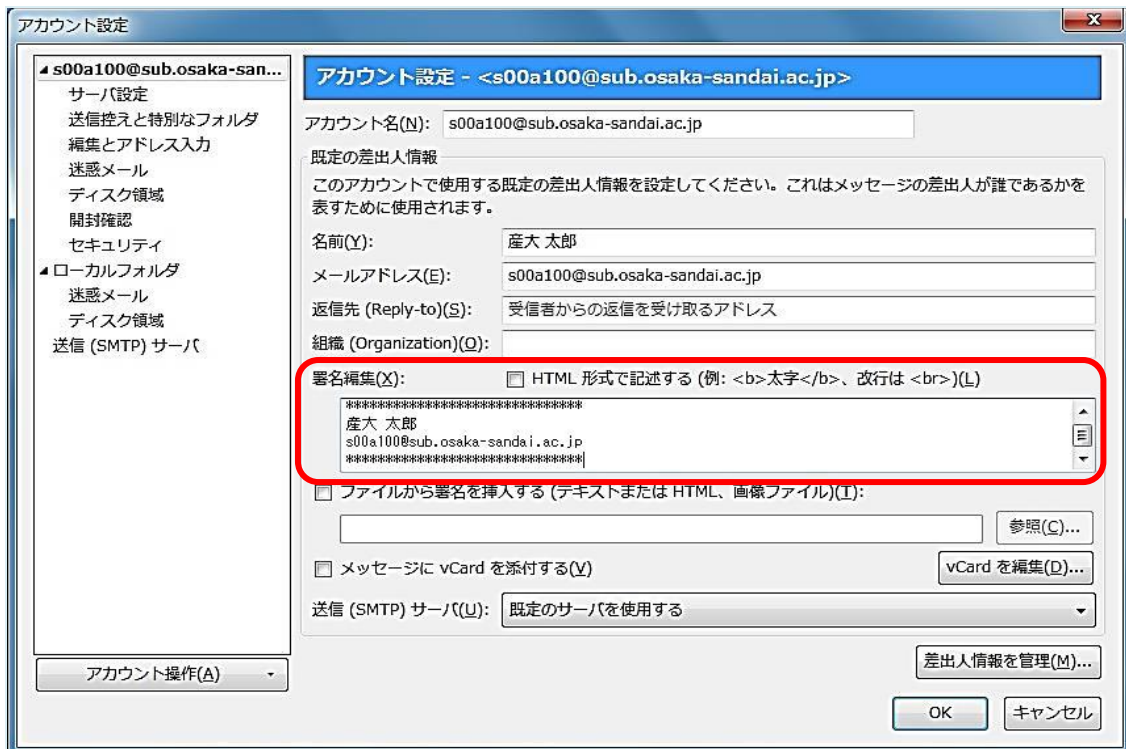 アカウント設定
s00a100@sub.osaka-san...
サーバ設定
送信控えと特別なフォルダ
編集とアドレス入力
迷惑メール
ディスク領域
開封確認
セキュリティ
ローカルフォルダ
迷惑メール
ディスク領域
送信 (SMTP) サーバ
アカウント操作(A)
アカウント設定 - <s00a100@sub.osaka-sandai.ac.jp>
アカウント名(N): s00a100@sub.osaka-sandai.ac.jp
既定の差出人情報
このアカウントで使用する既定の差出人情報を設定してください。これはメッセージの差出人が誰であるかを
表すために使用されます。
名前(Y): 産大 太郎
メールアドレス(E): s00a100@sub.osaka-sandai.ac.jp
返信先 (Reply-to)(S): 受信者からの返信を受け取るアドレス
組織 (Organization)(O):
署名編集(X): HTML 形式で記述する (例: <b>太字</b>、改行は <br>)(L)
******************************
産大 太郎
s00a100@sub.osaka-sandai.ac.jp
******************************
ファイルから署名を挿入する (テキストまたは HTML、画像ファイル)(T):
参照(C)...
メッセージに vCard を添付する(V) vCard を編集(D)...
送信 (SMTP) サーバ(U): 既定のサーバを使用する
差出人情報を管理(M)...
OK キャンセル